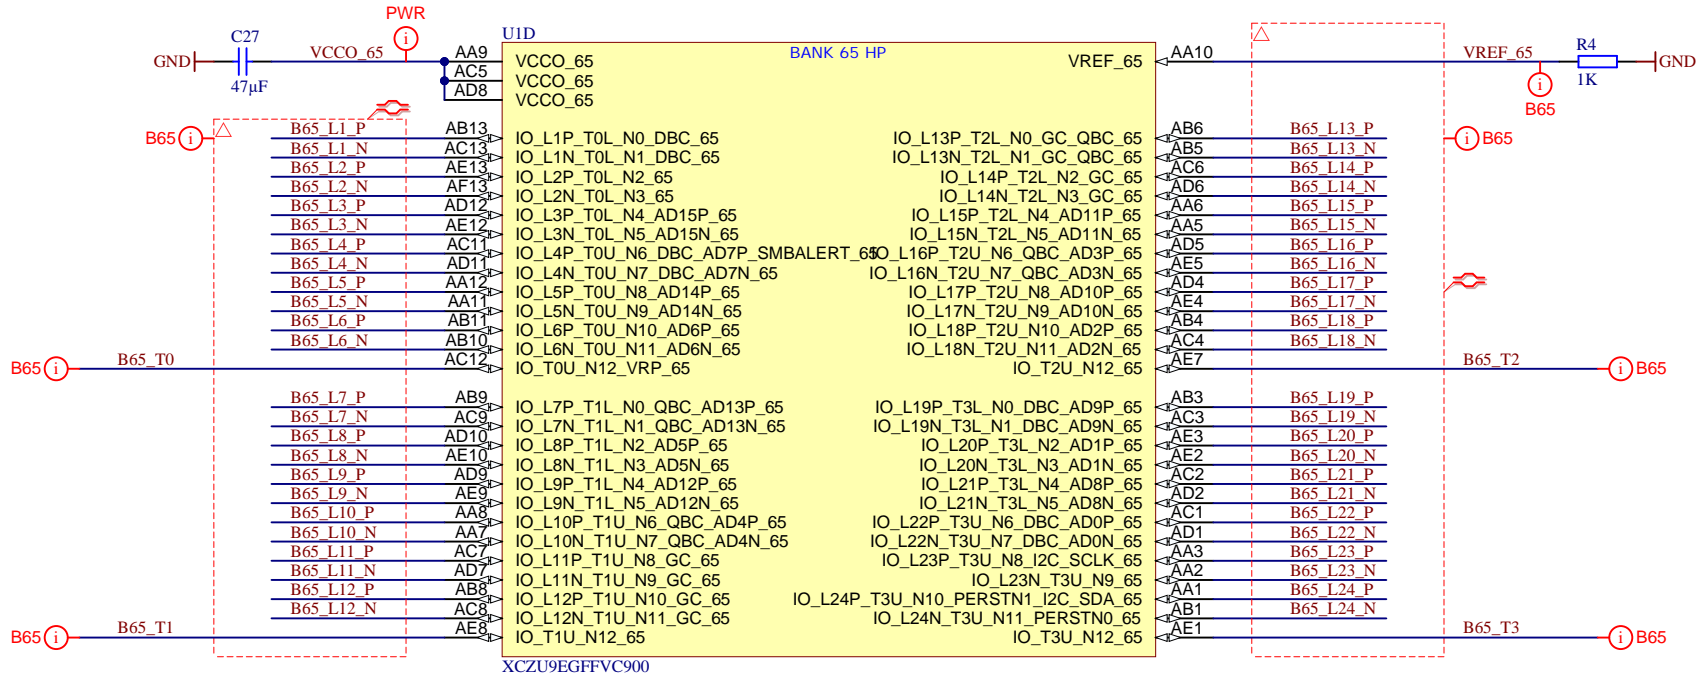 PWR
C27
GND
VCCO_65
47µF
U1D
BANK 65 HP
AA9 VCCO_65
AC5 VCCO_65
AD8 VCCO_65
VREF_65 AA10
VREF_65
R4
1K
GND
B65
B65
B65_L1_P AB13 IO_L1P_T0L_N0_DBC_65
B65_L1_N AC13 IO_L1N_T0L_N1_DBC_65
B65_L2_P AE13 IO_L2P_T0L_N2_65
B65_L2_N AF13 IO_L2N_T0L_N3_65
B65_L3_P AD12 IO_L3P_T0L_N4_AD15P_65
B65_L3_N AE12 IO_L3N_T0L_N5_AD15N_65
B65_L4_P AC11 IO_L4P_T0U_N6_DBC_AD7P_SMBALERT_65
B65_L4_N AD11 IO_L4N_T0U_N7_DBC_AD7N_65
B65_L5_P AA12 IO_L5P_T0U_N8_AD14P_65
B65_L5_N AA11 IO_L5N_T0U_N9_AD14N_65
B65_L6_P AB11 IO_L6P_T0U_N10_AD6P_65
B65_L6_N AB10 IO_L6N_T0U_N11_AD6N_65
B65 B65_T0 AC12 IO_T0U_N12_VRP_65
B65_L7_P AB9 IO_L7P_T1L_N0_QBC_AD13P_65
B65_L7_N AC9 IO_L7N_T1L_N1_QBC_AD13N_65
B65_L8_P AD10 IO_L8P_T1L_N2_AD5P_65
B65_L8_N AE10 IO_L8N_T1L_N3_AD5N_65
B65_L9_P AD9 IO_L9P_T1L_N4_AD12P_65
B65_L9_N AE9 IO_L9N_T1L_N5_AD12N_65
B65_L10_P AA8 IO_L10P_T1U_N6_QBC_AD4P_65
B65_L10_N AA7 IO_L10N_T1U_N7_QBC_AD4N_65
B65_L11_P AC7 IO_L11P_T1U_N8_GC_65
B65_L11_N AD7 IO_L11N_T1U_N9_GC_65
B65_L12_P AB8 IO_L12P_T1U_N10_GC_65
B65_L12_N AC8 IO_L12N_T1U_N11_GC_65
B65 B65_T1 AE8 IO_T1U_N12_65
IO_L13P_T2L_N0_GC_QBC_65 AB6 B65_L13_P B65
IO_L13N_T2L_N1_GC_QBC_65 AB5 B65_L13_N
IO_L14P_T2L_N2_GC_65 AC6 B65_L14_P
IO_L14N_T2L_N3_GC_65 AD6 B65_L14_N
IO_L15P_T2L_N4_AD11P_65 AA6 B65_L15_P
IO_L15N_T2L_N5_AD11N_65 AA5 B65_L15_N
IO_L16P_T2U_N6_QBC_AD3P_65 AD5 B65_L16_P
IO_L16N_T2U_N7_QBC_AD3N_65 AE5 B65_L16_N
IO_L17P_T2U_N8_AD10P_65 AD4 B65_L17_P
IO_L17N_T2U_N9_AD10N_65 AE4 B65_L17_N
IO_L18P_T2U_N10_AD2P_65 AB4 B65_L18_P
IO_L18N_T2U_N11_AD2N_65 AC4 B65_L18_N
IO_T2U_N12_65 AE7 B65_T2 B65
IO_L19P_T3L_N0_DBC_AD9P_65 AB3 B65_L19_P
IO_L19N_T3L_N1_DBC_AD9N_65 AC3 B65_L19_N
IO_L20P_T3L_N2_AD1P_65 AE3 B65_L20_P
IO_L20N_T3L_N3_AD1N_65 AE2 B65_L20_N
IO_L21P_T3L_N4_AD8P_65 AC2 B65_L21_P
IO_L21N_T3L_N5_AD8N_65 AD2 B65_L21_N
IO_L22P_T3U_N6_DBC_AD0P_65 AC1 B65_L22_P
IO_L22N_T3U_N7_DBC_AD0N_65 AD1 B65_L22_N
IO_L23P_T3U_N8_I2C_SCLK_65 AA3 B65_L23_P
IO_L23N_T3U_N9_65 AA2 B65_L23_N
IO_L24P_T3U_N10_PERSTN1_I2C_SDA_65 AA1 B65_L24_P
IO_L24N_T3U_N11_PERSTN0_65 AB1 B65_L24_N
IO_T3U_N12_65 AE1 B65_T3 B65
XCZU9EGFFVC900